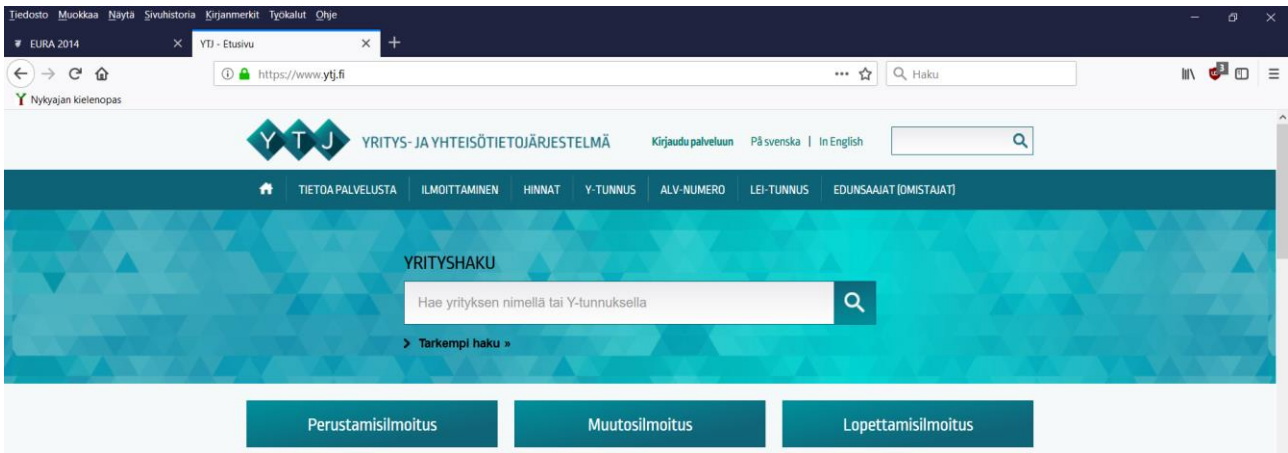 Tiedosto Muokkaa Näytä Sivuhistoria Kirjanmerkit Työkalut Ohje
EURA 2014 YTJ - Etusivu
https://www.ytj.fi Haku 3
Nykyajan kielenopas
YTJ YRITYS- JA YHTEISÖTIETOJÄRJESTELMÄ Kirjaudu palveluun På svenska | In English
TIETOA PALVELUSTA ILMOITTAMINEN HINNAT Y-TUNNUS ALV-NUMERO LEI-TUNNUS EDUNSAAJAT (OMISTAJAT)
YRITYSHAKU
Hae yrityksen nimellä tai Y-tunnuksella
Tarkempi haku »
Perustamisilmoitus Muutosilmoitus Lopettamisilmoitus